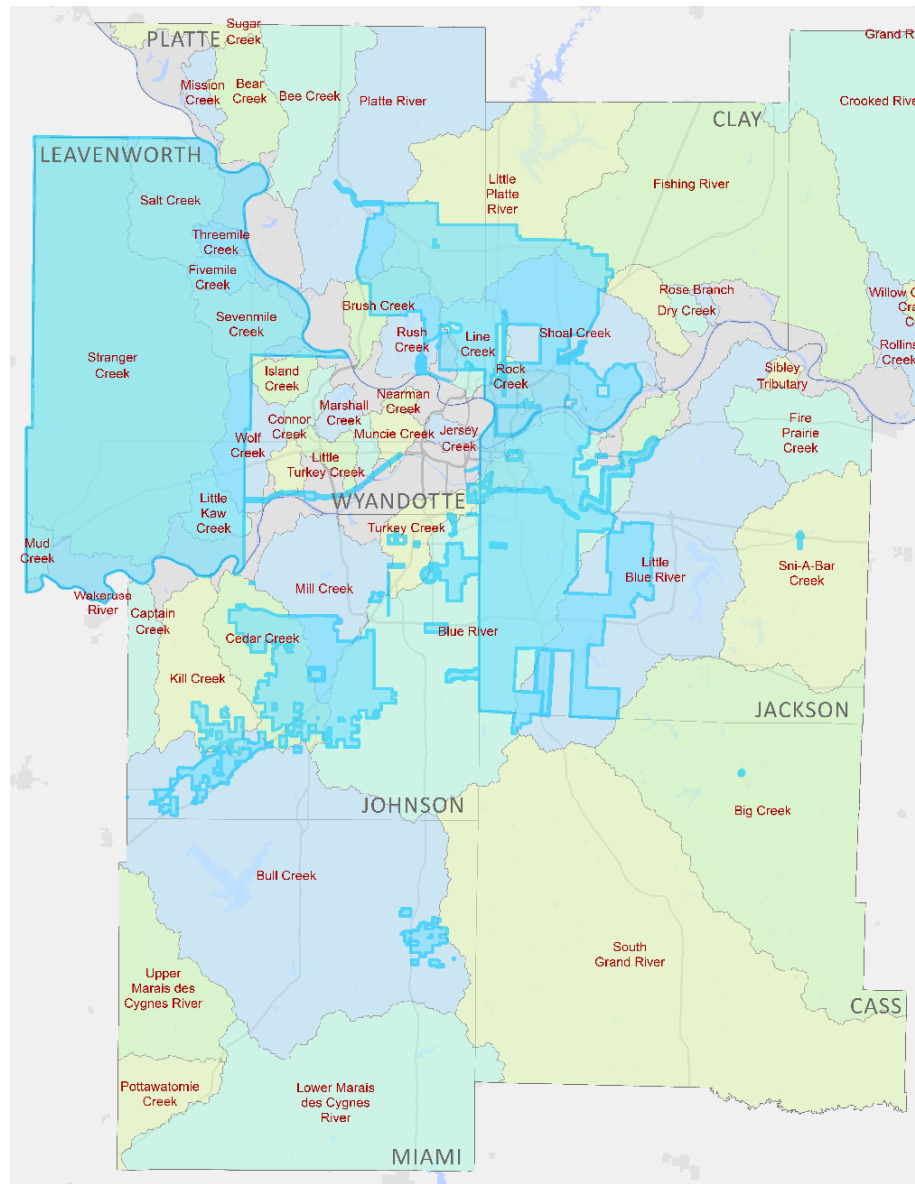 Sugar
Creek
PLATTE
Grand R
Mission
Creek
Bear
Creek
Bee Creek
Platte River
Crooked Rive
CLAY
LEAVENWORTH
Little
Platte
River
Fishing River
Salt Creek
Threemile
Creek
Fivemile
Creek
Sevenmile
Creek
Brush Creek
Rush
Creek
Line
Creek
Shoal Creek
Rose Branch
Dry Creek
Willow C
Cra
C
Rollins
Creek
Stranger
Creek
Island
Creek
Rock
Creek
Sibley
Tributary
Nearman
Creek
Marshall
Creek
Connor
Creek
Muncie Creek
Jersey
Creek
Fire
Prairie
Creek
Wolf
Creek
Little
Turkey Creek
Little
Kaw
Creek
WYANDOTTE
Turkey Creek
Mud
Creek
Little
Blue River
Sni-A-Bar
Creek
Wakarusa
River
Mill Creek
Captain
Creek
Cedar Creek
Blue River
Kill Creek
JACKSON
JOHNSON
Big Creek
Bull Creek
South
Grand River
Upper
Marais des
Cygnes River
CASS
Pottawatomie
Creek
Lower Marais
des Cygnes
River
MIAMI